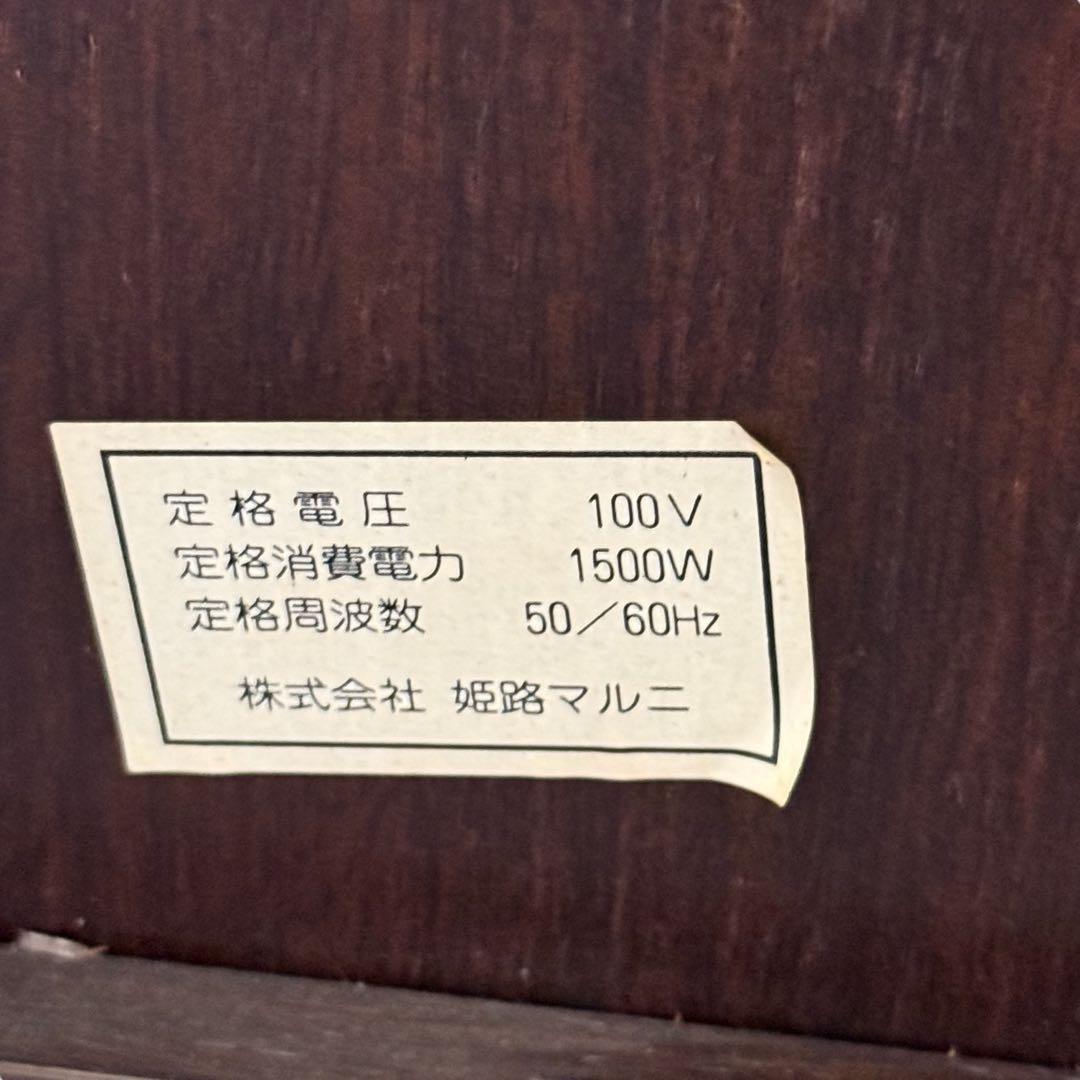 定格電圧 100V
定格消費電力 1500W
定格周波数 50／60Hz
株式会社 姫路マルニ